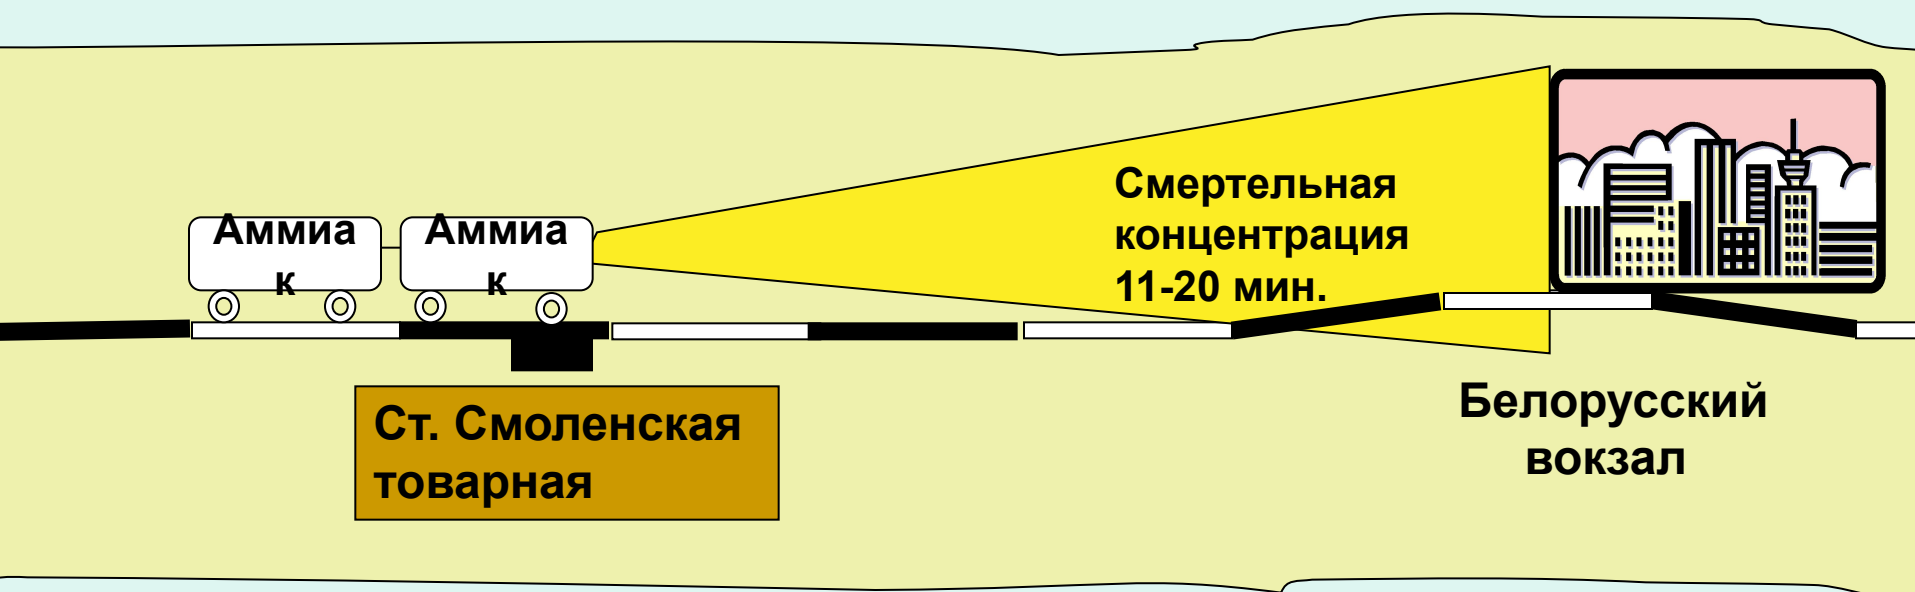 Аммиа
к
Аммиа
к
Смертельная
концентрация
11-20 мин.
Ст. Смоленская
товарная
Белорусский
вокзал